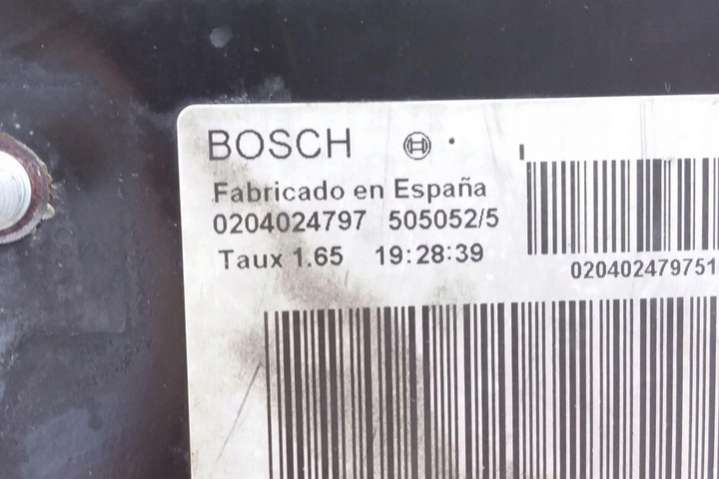 BOSCH
Fabricado en España
0204024797 505052/5
Taux 1.65 19:28:39
020402479751